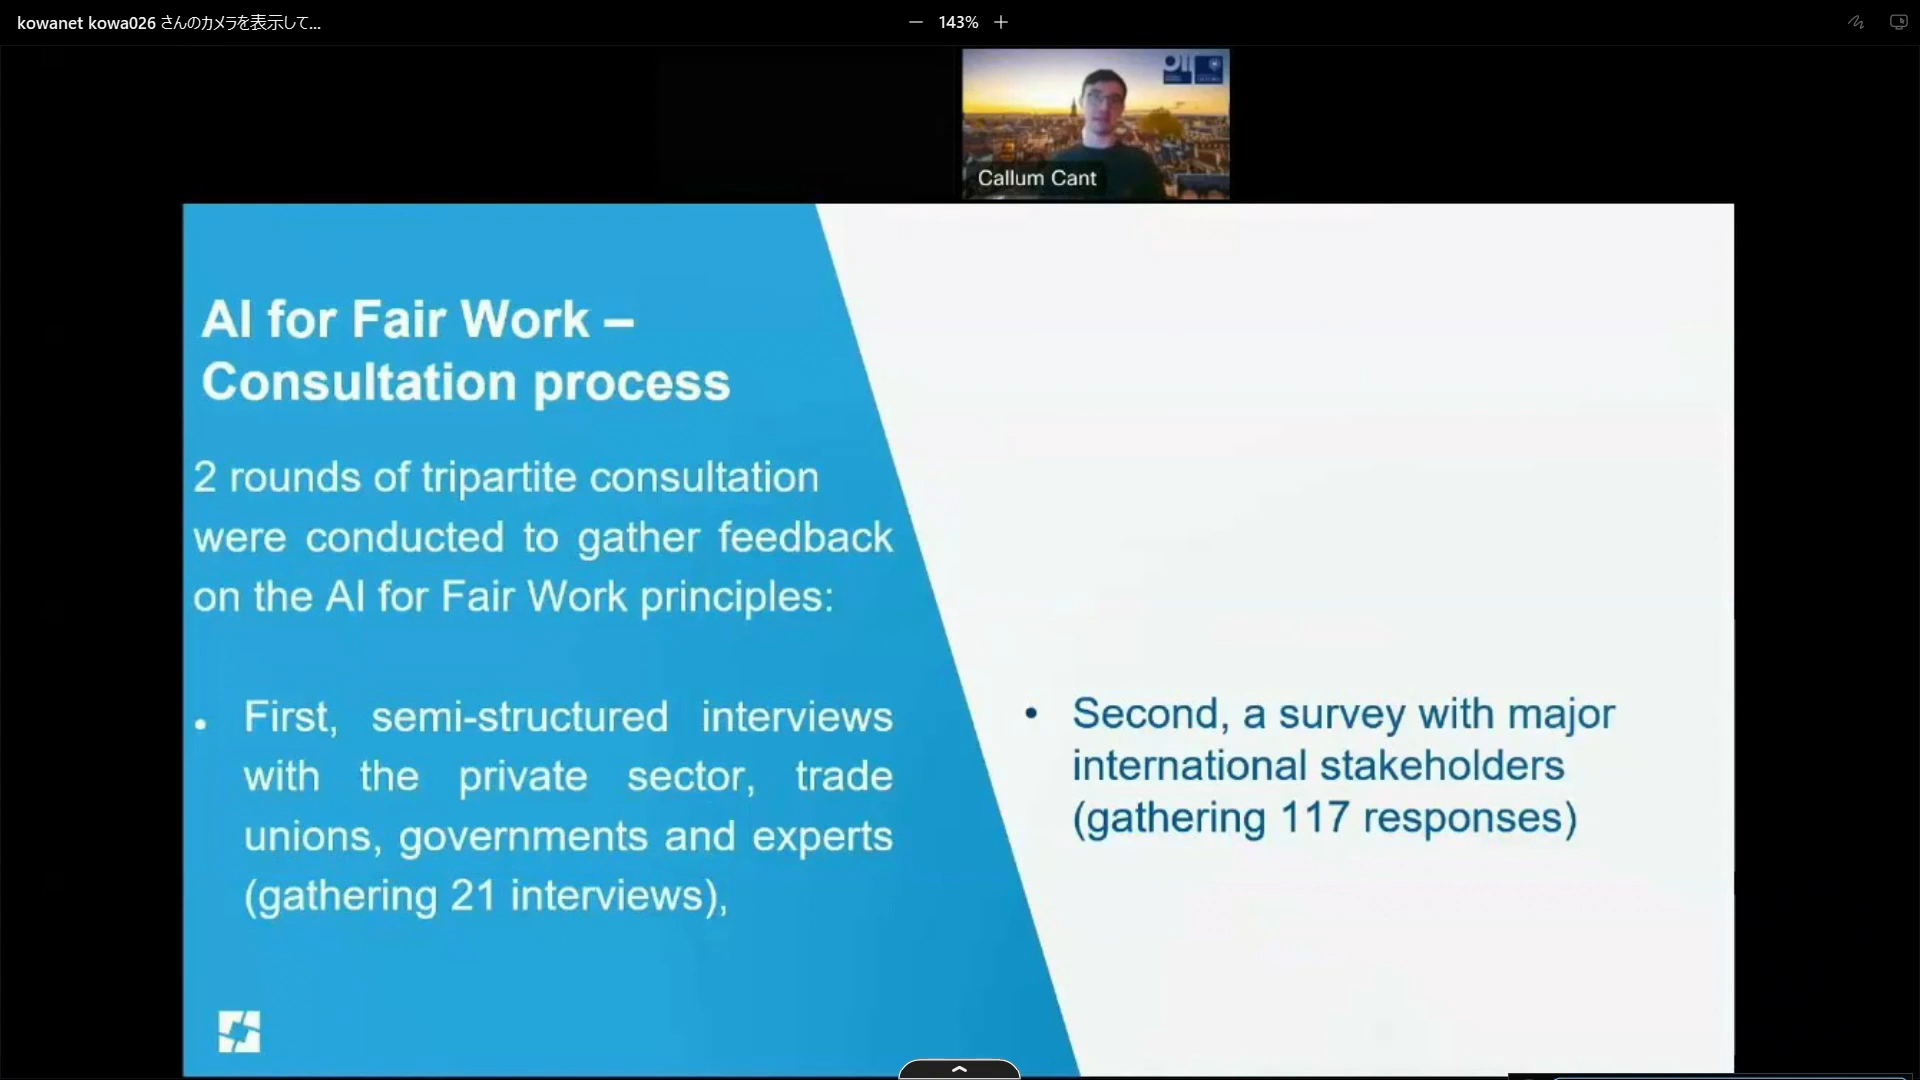 kowanet kowa026 さんのカメラを表示して...
143%
Callum Cant
AI for Fair Work –
Consultation process
2 rounds of tripartite consultation
were conducted to gather feedback
on the AI for Fair Work principles:
• First, semi-structured interviews
with the private sector, trade
unions, governments and experts
(gathering 21 interviews),
• Second, a survey with major
international stakeholders
(gathering 117 responses)